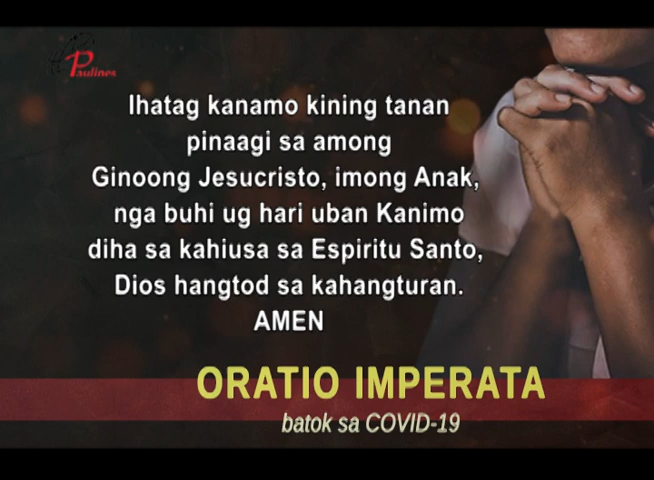 Paulines
Ihatag kanamo kining tanan
pinaagi sa among
Ginoong Jesucristo, imong Anak,
nga buhi ug hari uban Kanimo
diha sa kahiusa sa Espiritu Santo,
Dios hangtod sa kahangturan.
AMEN
ORATIO IMPERATA
batok sa COVID-19